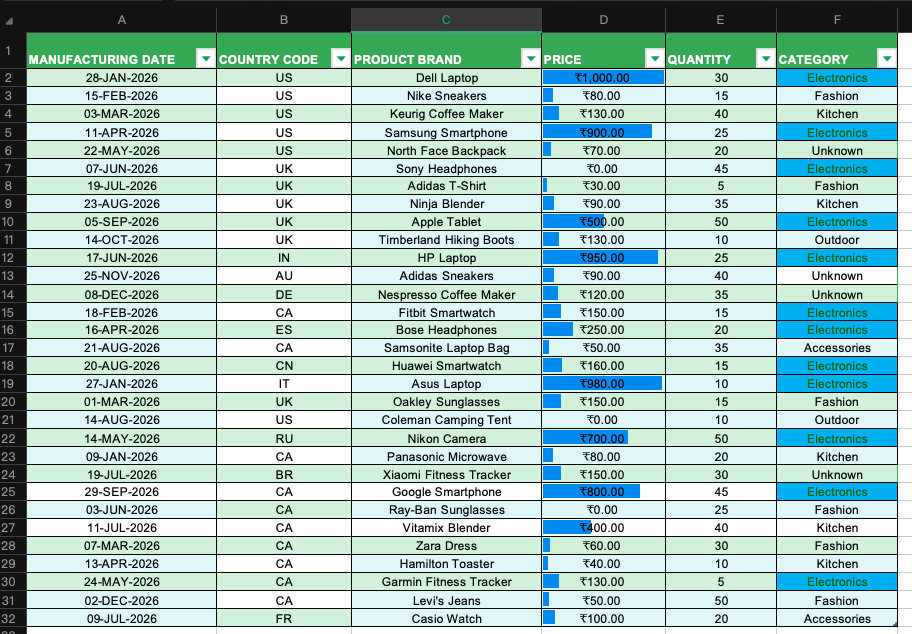 A B C D E F
1 MANUFACTURING DATE COUNTRY CODE PRODUCT BRAND PRICE QUANTITY CATEGORY
2 28-JAN-2026 US Dell Laptop ₹1,000.00 30 Electronics
3 15-FEB-2026 US Nike Sneakers ₹80.00 15 Fashion
4 03-MAR-2026 US Keurig Coffee Maker ₹130.00 40 Kitchen
5 11-APR-2026 US Samsung Smartphone ₹900.00 25 Electronics
6 22-MAY-2026 US North Face Backpack ₹70.00 20 Unknown
7 07-JUN-2026 UK Sony Headphones ₹0.00 45 Electronics
8 19-JUL-2026 UK Adidas T-Shirt ₹30.00 5 Fashion
9 23-AUG-2026 UK Ninja Blender ₹90.00 35 Kitchen
10 05-SEP-2026 UK Apple Tablet ₹500.00 50 Electronics
11 14-OCT-2026 UK Timberland Hiking Boots ₹130.00 10 Outdoor
12 17-JUN-2026 IN HP Laptop ₹950.00 25 Electronics
13 25-NOV-2026 AU Adidas Sneakers ₹90.00 40 Unknown
14 08-DEC-2026 DE Nespresso Coffee Maker ₹120.00 35 Unknown
15 18-FEB-2026 CA Fitbit Smartwatch ₹150.00 15 Electronics
16 16-APR-2026 ES Bose Headphones ₹250.00 20 Electronics
17 21-AUG-2026 CA Samsonite Laptop Bag ₹50.00 35 Accessories
18 20-AUG-2026 CN Huawei Smartwatch ₹160.00 15 Electronics
19 27-JAN-2026 IT Asus Laptop ₹980.00 10 Electronics
20 01-MAR-2026 UK Oakley Sunglasses ₹150.00 15 Fashion
21 14-AUG-2026 US Coleman Camping Tent ₹0.00 10 Outdoor
22 14-MAY-2026 RU Nikon Camera ₹700.00 50 Electronics
23 09-JAN-2026 CA Panasonic Microwave ₹80.00 20 Kitchen
24 19-JUL-2026 BR Xiaomi Fitness Tracker ₹150.00 30 Unknown
25 29-SEP-2026 CA Google Smartphone ₹800.00 45 Electronics
26 03-JUN-2026 CA Ray-Ban Sunglasses ₹0.00 25 Fashion
27 11-JUL-2026 CA Vitamix Blender ₹400.00 40 Kitchen
28 07-MAR-2026 CA Zara Dress ₹60.00 30 Fashion
29 13-APR-2026 CA Hamilton Toaster ₹40.00 10 Kitchen
30 24-MAY-2026 CA Garmin Fitness Tracker ₹130.00 5 Electronics
31 02-DEC-2026 CA Levi's Jeans ₹50.00 50 Fashion
32 09-JUL-2026 FR Casio Watch ₹100.00 20 Accessories